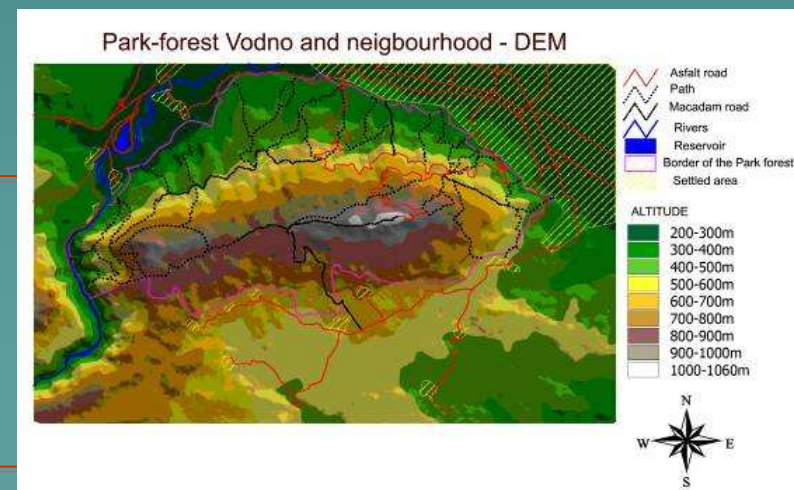 Park-forest Vodno and neigbourhood - DEM
Asfalt road
Path
Macadam road
Rivers
Reservoir
Border of the Park forest
Settled area
ALTITUDE
200-300m
300-400m
400-500m
500-600m
600-700m
700-800m
800-900m
900-1000m
1000-1060m
N
W E
S